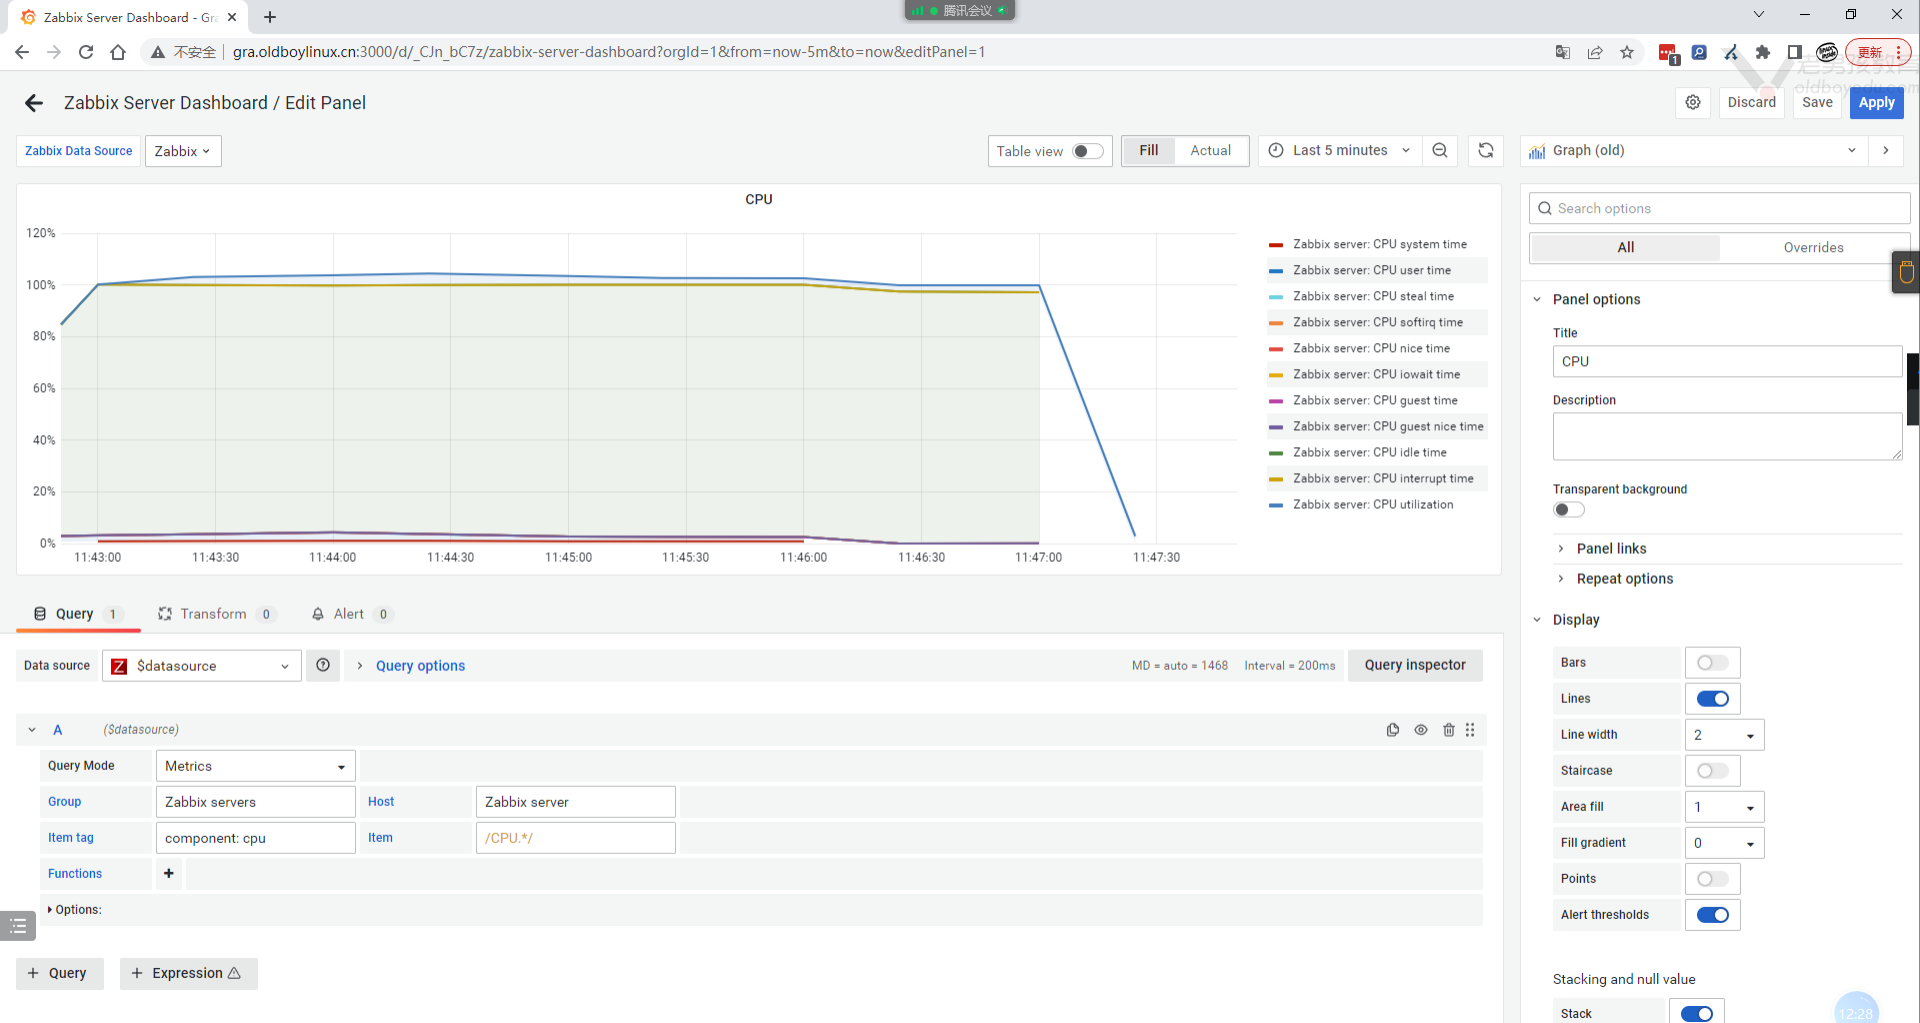 Zabbix Server Dashboard - Gra
腾讯会议
不安全
gra.oldboylinux.cn:3000/d/_CJn_bC7z/zabbix-server-dashboard?orgId=1&from=now-5m&to=now&editPanel=1
1
更新
老男孩教育
oldboyedu.com
Zabbix Server Dashboard / Edit Panel
Discard
Save
Apply
Zabbix Data Source
Zabbix
Table view
Fill
Actual
Last 5 minutes
Graph (old)
CPU
120%
100%
80%
60%
40%
20%
0%
11:43:00
11:43:30
11:44:00
11:44:30
11:45:00
11:45:30
11:46:00
11:46:30
11:47:00
11:47:30
Zabbix server: CPU system time
Zabbix server: CPU user time
Zabbix server: CPU steal time
Zabbix server: CPU softirq time
Zabbix server: CPU nice time
Zabbix server: CPU iowait time
Zabbix server: CPU guest time
Zabbix server: CPU guest nice time
Zabbix server: CPU idle time
Zabbix server: CPU interrupt time
Zabbix server: CPU utilization
Query 1
Transform 0
Alert 0
Data source
$datasource
Query options
MD = auto = 1468
Interval = 200ms
Query inspector
A
($datasource)
Query Mode
Metrics
Group
Zabbix servers
Host
Zabbix server
Item tag
component: cpu
Item
/CPU.*/
Functions
+
Options:
+ Query
+ Expression
Search options
All
Overrides
Panel options
Title
CPU
Description
Transparent background
Panel links
Repeat options
Display
Bars
Lines
Line width
2
Staircase
Area fill
1
Fill gradient
0
Points
Alert thresholds
Stacking and null value
Stack
12:28